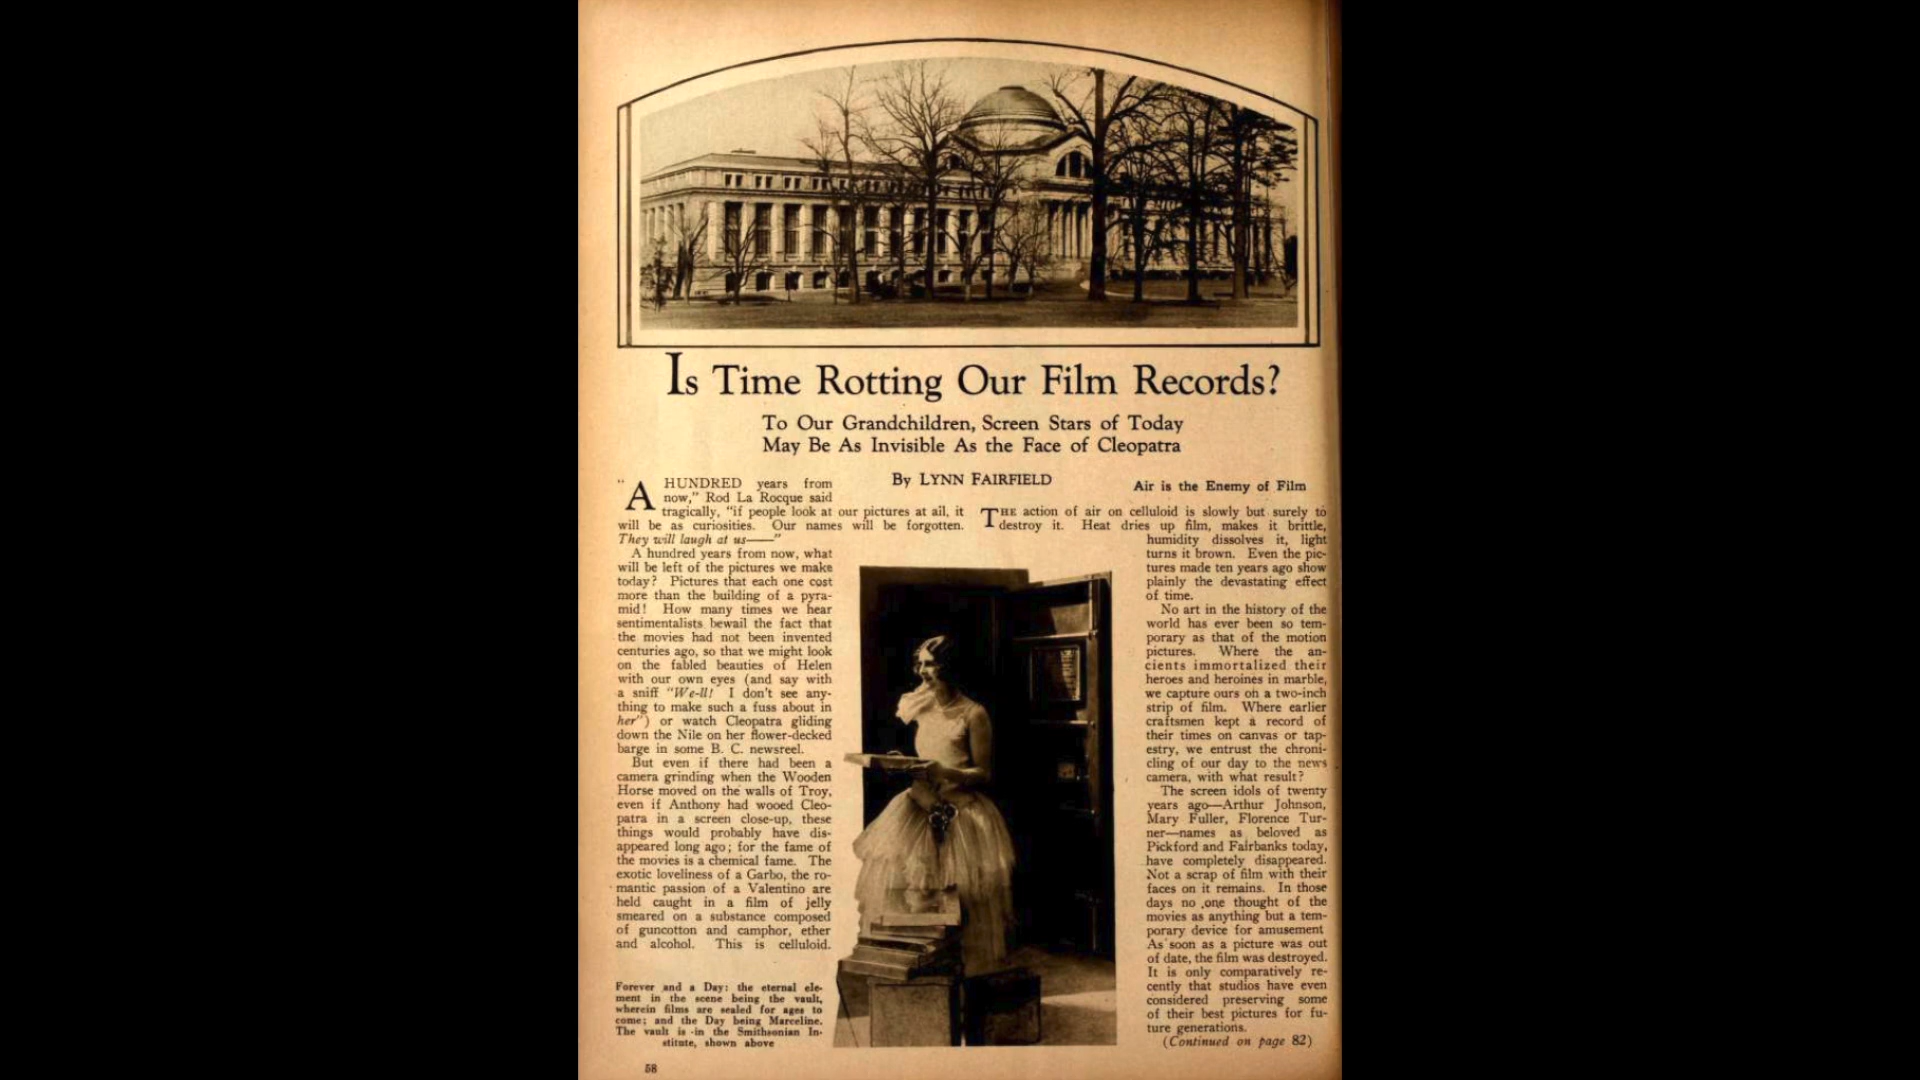 Is Time Rotting Our Film Records?
To Our Grandchildren, Screen Stars of Today
May Be As Invisible As the Face of Cleopatra
By LYNN FAIRFIELD
"A HUNDRED years from
now," Rod La Rocque said
tragically, "if people look at our pictures at all, it
will be as curiosities. Our names will be forgotten.
They will laugh at us——"
A hundred years from now, what
will be left of the pictures we make
today? Pictures that each one cost
more than the building of a pyra-
mid! How many times we hear
sentimentalists bewail the fact that
the movies had not been invented
centuries ago, so that we might look
on the fabled beauties of Helen
with our own eyes (and say with
a sniff "We-ll! I don't see any-
thing to make such a fuss about in
her") or watch Cleopatra gliding
down the Nile on her flower-decked
barge in some B. C. newsreel.
But even if there had been a
camera grinding when the Wooden
Horse moved on the walls of Troy,
even if Anthony had wooed Cleo-
patra in a screen close-up, these
things would probably have dis-
appeared long ago; for the fame of
the movies is a chemical fame. The
exotic loveliness of a Garbo, the ro-
mantic passion of a Valentino are
held caught in a film of jelly
smeared on a substance composed
of guncotton and camphor, ether
and alcohol. This is celluloid.
Forever and a Day: the eternal ele-
ment in the scene being the vault,
wherein films are sealed for ages to
come; and the Day being Marceline.
The vault is in the Smithsonian In-
stitute, shown above
Air is the Enemy of Film
THE action of air on celluloid is slowly but surely to
destroy it. Heat dries up film, makes it brittle,
humidity dissolves it, light
turns it brown. Even the pic-
tures made ten years ago show
plainly the devastating effect
of time.
No art in the history of the
world has ever been so tem-
porary as that of the motion
pictures. Where the an-
cients immortalized their
heroes and heroines in marble,
we capture ours on a two-inch
strip of film. Where earlier
craftsmen kept a record of
their times on canvas or tap-
estry, we entrust the chroni-
cling of our day to the news
camera, with what result?
The screen idols of twenty
years ago—Arthur Johnson,
Mary Fuller, Florence Tur-
ner—names as beloved as
Pickford and Fairbanks today,
have completely disappeared.
Not a scrap of film with their
faces on it remains. In those
days no one thought of the
movies as anything but a tem-
porary device for amusement
As soon as a picture was out
of date, the film was destroyed.
It is only comparatively re-
cently that studios have even
considered preserving some
of their best pictures for fu-
ture generations.
(Continued on page 82)
58